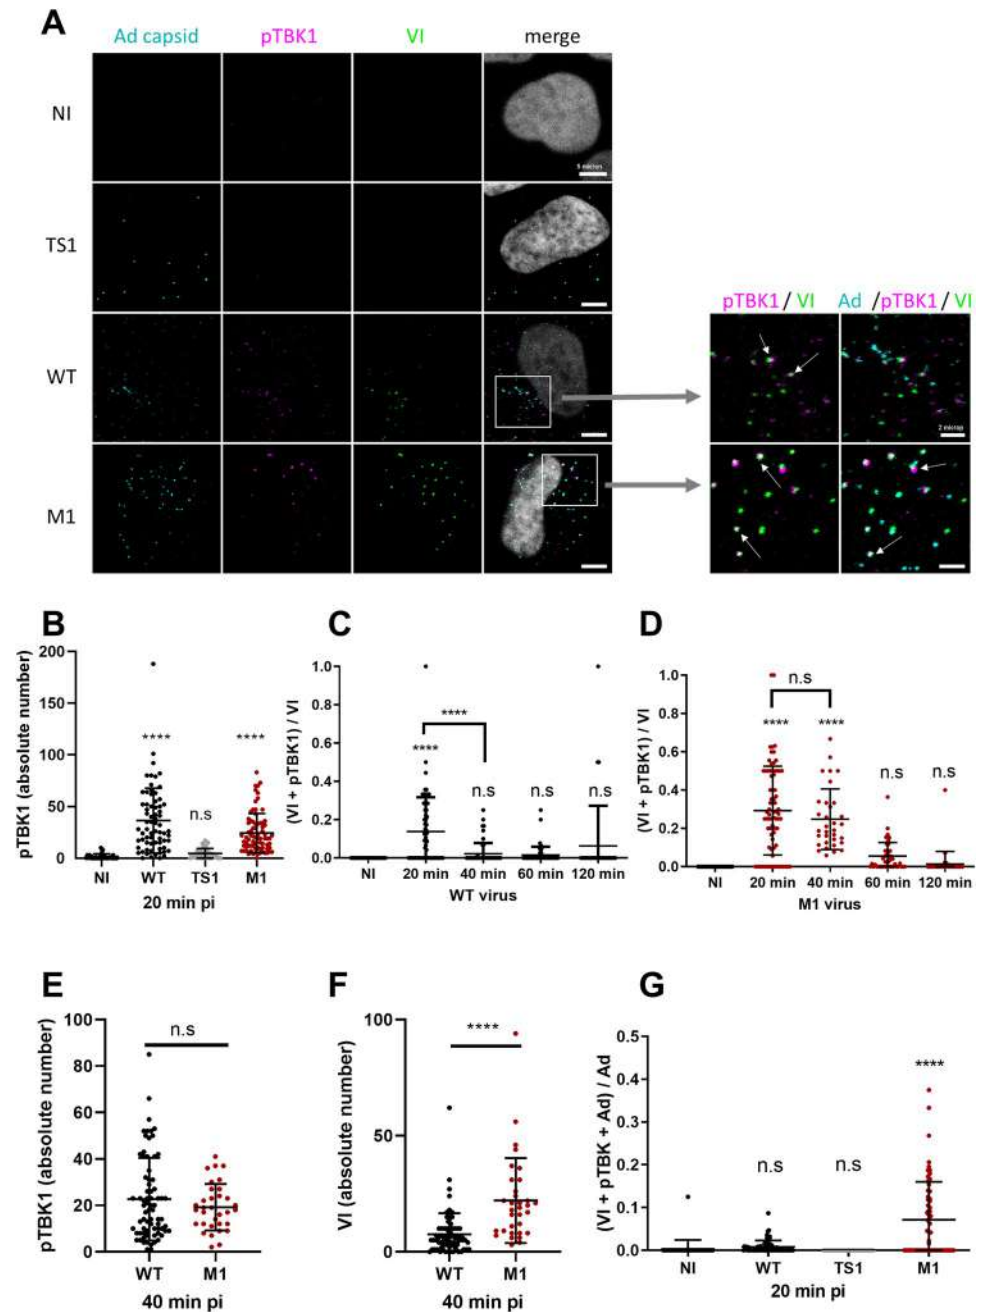 A
Ad capsid pTBK1 VI merge
NI
5 micron
TS1
pTBK1 / VI Ad /pTBK1 / VI
WT
2 micron
M1
B
pTBK1 (absolute number)
200
150
100
50
0
**** n.s ****
NI WT TS1 M1
20 min pi
C
(VI + pTBK1) / VI
1.0
0.8
0.6
0.4
0.2
0.0
****
**** n.s n.s n.s
NI 20 min 40 min 60 min 120 min
WT virus
D
(VI + pTBK1) / VI
1.0
0.8
0.6
0.4
0.2
0.0
n.s
**** **** n.s n.s
NI 20 min 40 min 60 min 120 min
M1 virus
E
pTBK1 (absolute number)
100
80
60
40
20
0
n.s
WT M1
40 min pi
F
VI (absolute number)
100
50
0
****
WT M1
40 min pi
G
(VI + pTBK + Ad) / Ad
0.5
0.4
0.3
0.2
0.1
0.0
n.s n.s ****
NI WT TS1 M1
20 min pi